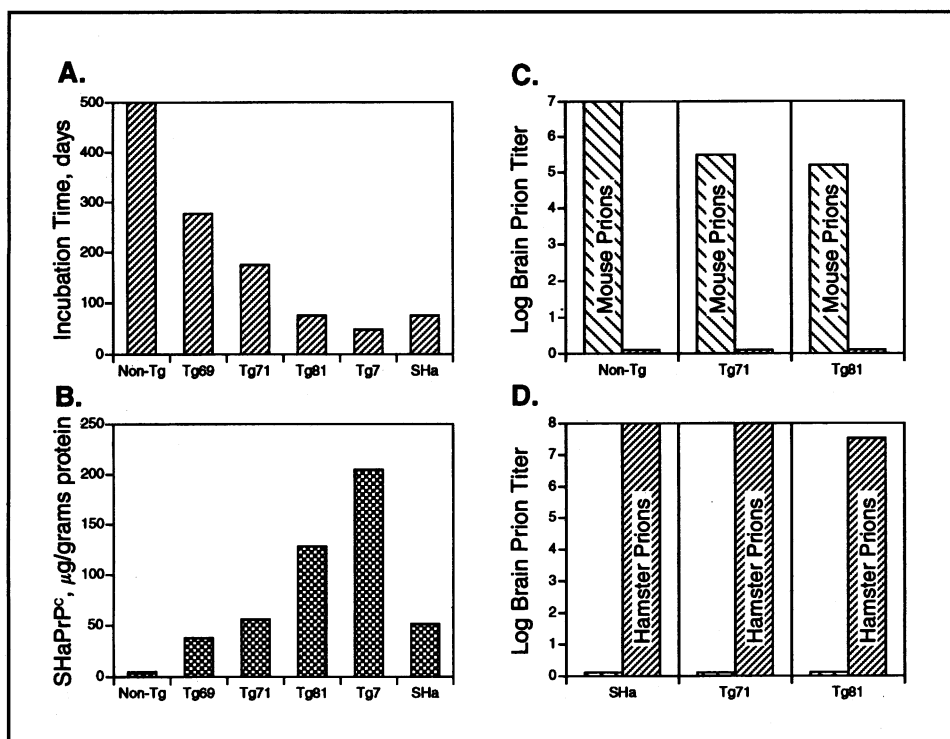 A.
Incubation Time, days
500
400
300
200
100
0
Non-Tg Tg69 Tg71 Tg81 Tg7 SHa
B.
SHaPrPᶜ, µg/grams protein
250
200
150
100
50
0
Non-Tg Tg69 Tg71 Tg81 Tg7 SHa
C.
Log Brain Prion Titer
7
6
5
4
3
2
1
0
Mouse Prions
Mouse Prions
Mouse Prions
Non-Tg Tg71 Tg81
D.
Log Brain Prion Titer
8
7
6
5
4
3
2
1
0
Hamster Prions
Hamster Prions
Hamster Prions
SHa Tg71 Tg81